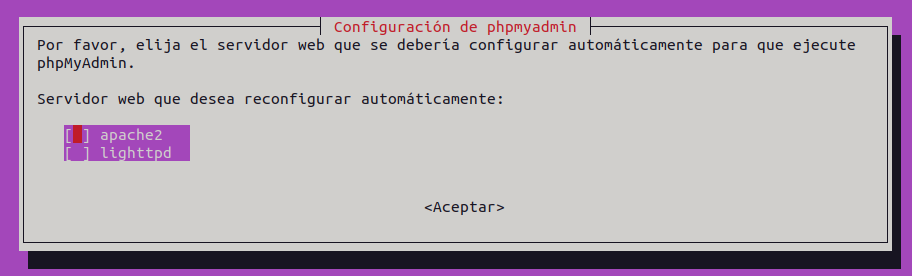 Configuración de phpmyadmin
Por favor, elija el servidor web que se debería configurar automáticamente para que ejecute
phpMyAdmin.
Servidor web que desea reconfigurar automáticamente:
[ ] apache2
[ ] lighttpd
<Aceptar>